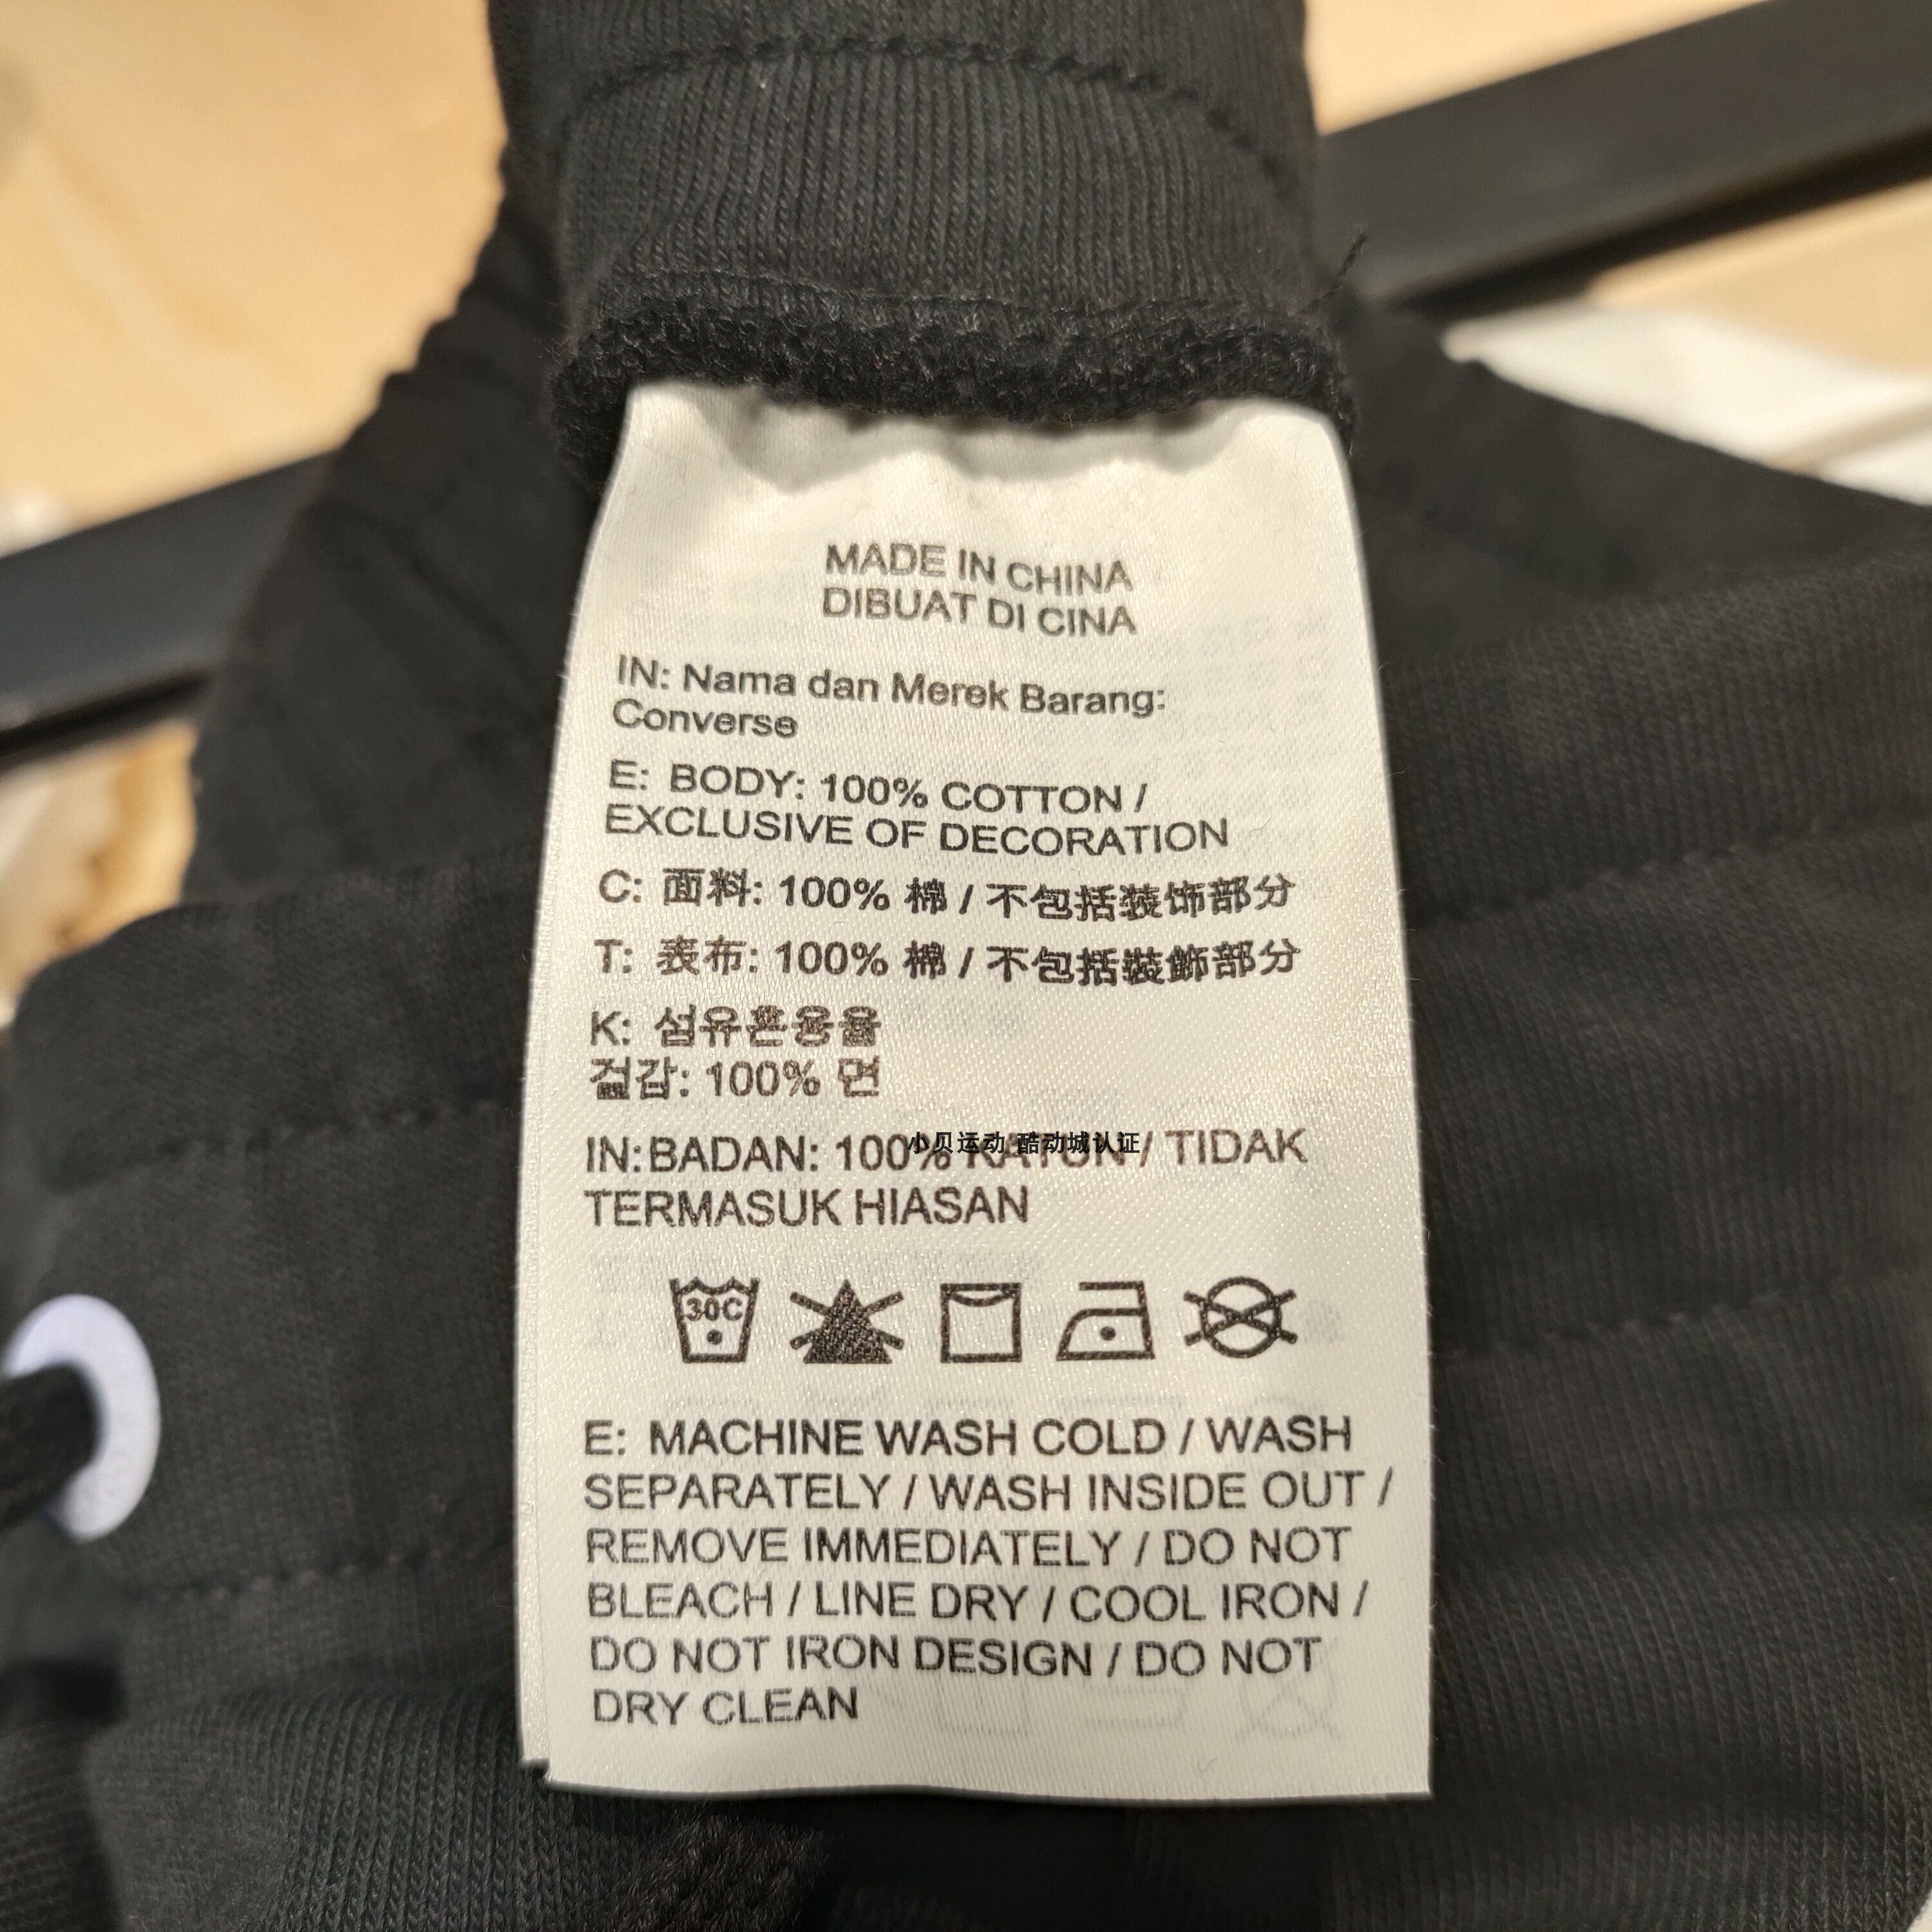 MADE IN CHINA
DIBUAT DI CINA
IN: Nama dan Merek Barang:
Converse
E: BODY: 100% COTTON /
EXCLUSIVE OF DECORATION
C: 面料: 100% 棉 / 不包括装饰部分
T: 表布: 100% 棉 / 不包括裝飾部分
K: 섬유혼용율
겉감: 100% 면
IN:BADAN: 100% KATUN / TIDAK
小贝运动 酷动城认证
TERMASUK HIASAN
30C
E: MACHINE WASH COLD / WASH
SEPARATELY / WASH INSIDE OUT /
REMOVE IMMEDIATELY / DO NOT
BLEACH / LINE DRY / COOL IRON /
DO NOT IRON DESIGN / DO NOT
DRY CLEAN